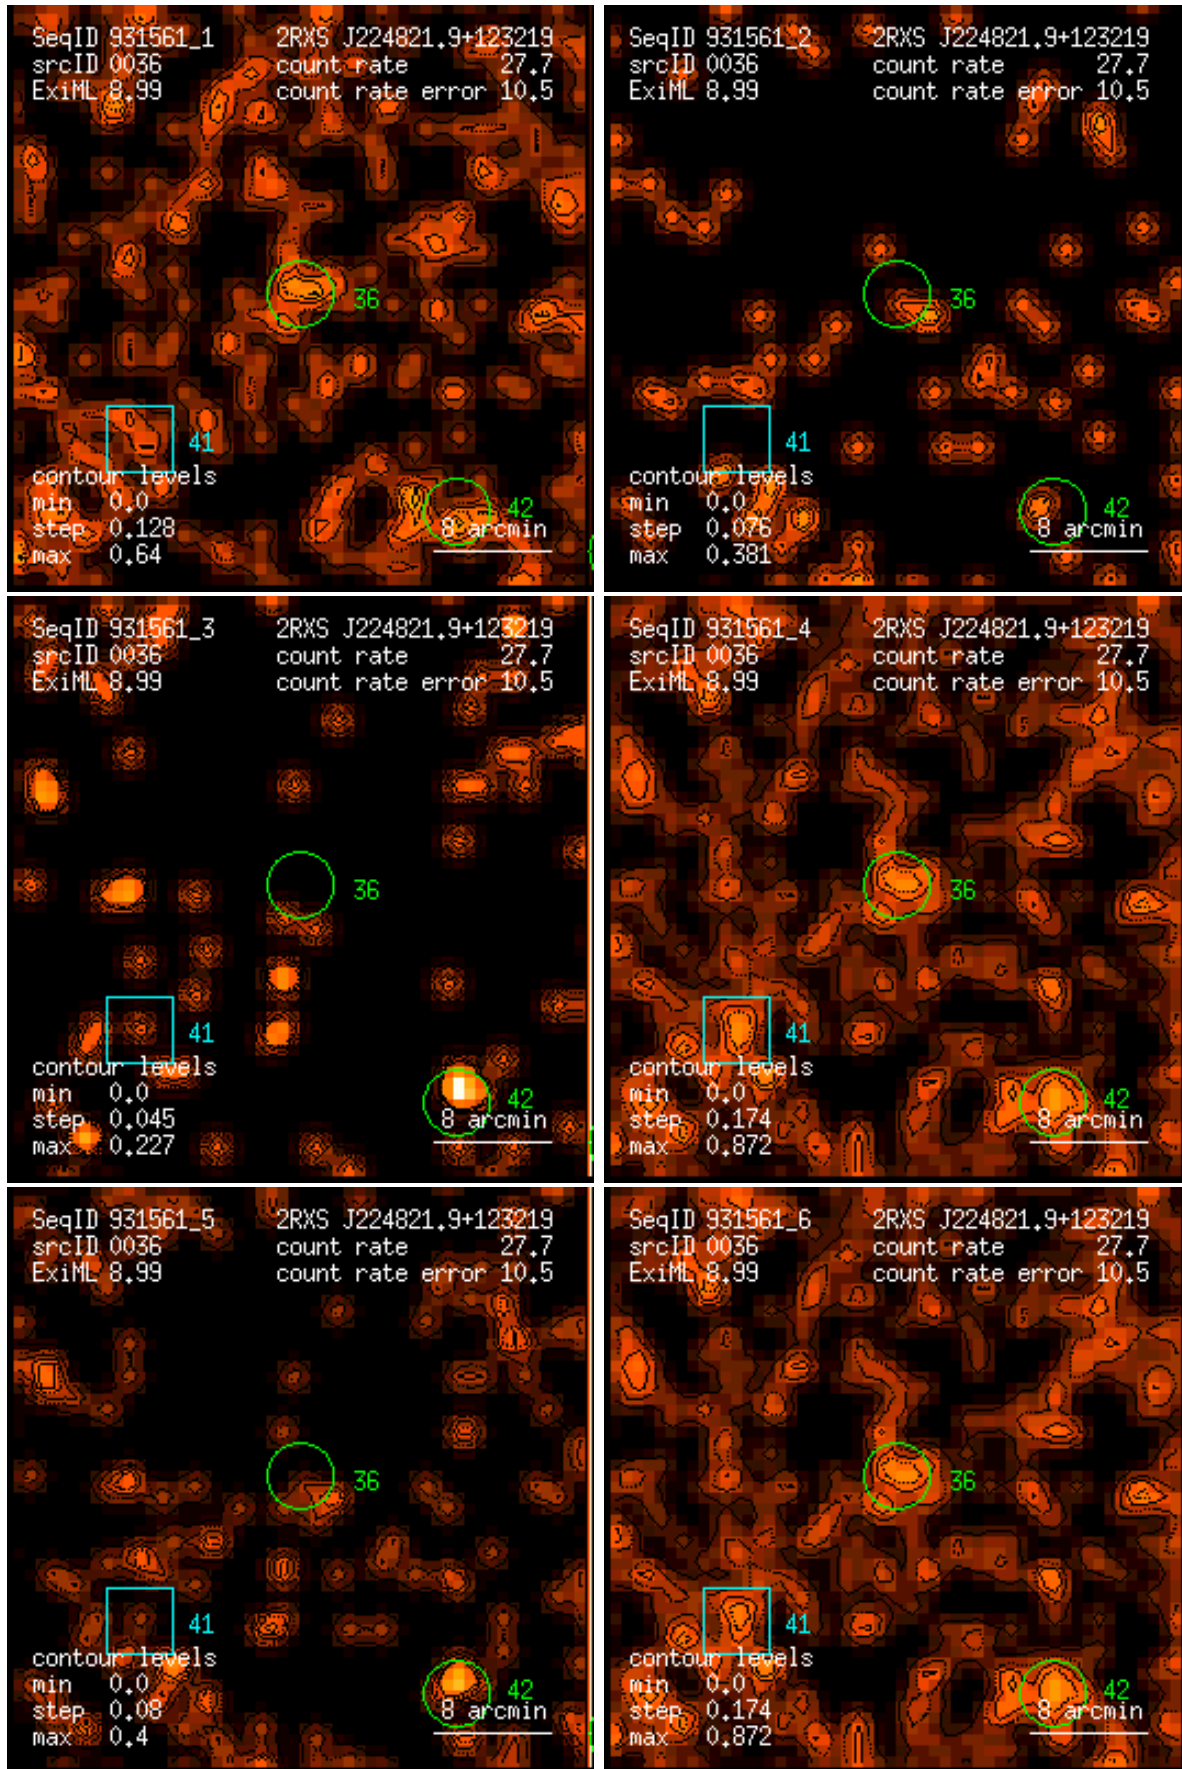 SeqID 931561_1 2RXS J224821.9+123219
srcID 0036 count rate 27.7
ExiML 8.99 count rate error 10.5
36
41
contour levels
min 0.0
42
step 0.128
8 arcmin
max 0.64
SeqID 931561_2 2RXS J224821.9+123219
srcID 0036 count rate 27.7
ExiML 8.99 count rate error 10.5
36
41
contour levels
min 0.0
42
step 0.076
8 arcmin
max 0.381
SeqID 931561_3 2RXS J224821.9+123219
srcID 0036 count rate 27.7
ExiML 8.99 count rate error 10.5
36
41
contour levels
min 0.0
42
step 0.045
8 arcmin
max 0.227
SeqID 931561_4 2RXS J224821.9+123219
srcID 0036 count rate 27.7
ExiML 8.99 count rate error 10.5
36
41
contour levels
min 0.0
42
step 0.174
8 arcmin
max 0.872
SeqID 931561_5 2RXS J224821.9+123219
srcID 0036 count rate 27.7
ExiML 8.99 count rate error 10.5
36
41
contour levels
min 0.0
42
step 0.08
8 arcmin
max 0.4
SeqID 931561_6 2RXS J224821.9+123219
srcID 0036 count rate 27.7
ExiML 8.99 count rate error 10.5
36
41
contour levels
min 0.0
42
step 0.174
8 arcmin
max 0.872